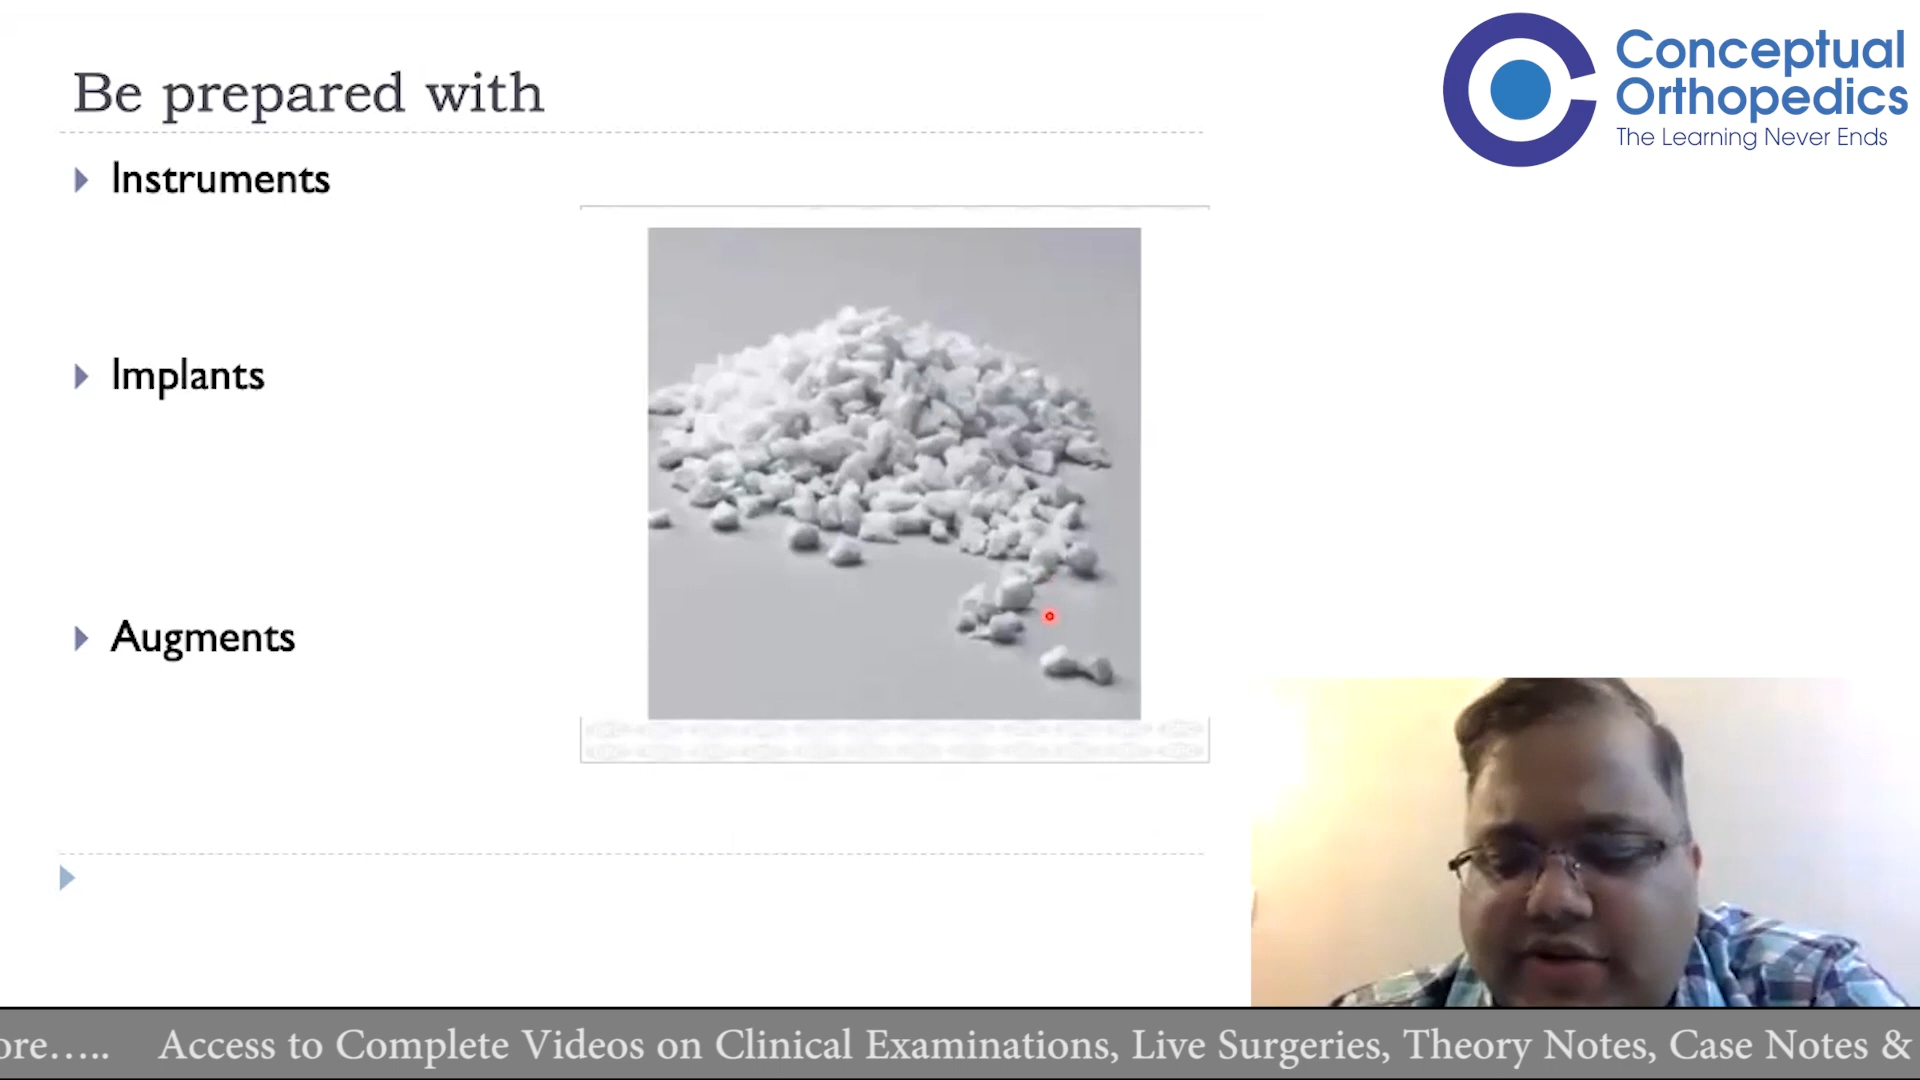 Be prepared with
Instruments
Implants
Augments
Conceptual
Orthopedics
The Learning Never Ends
ore..... Access to Complete Videos on Clinical Examinations, Live Surgeries, Theory Notes, Case Notes &